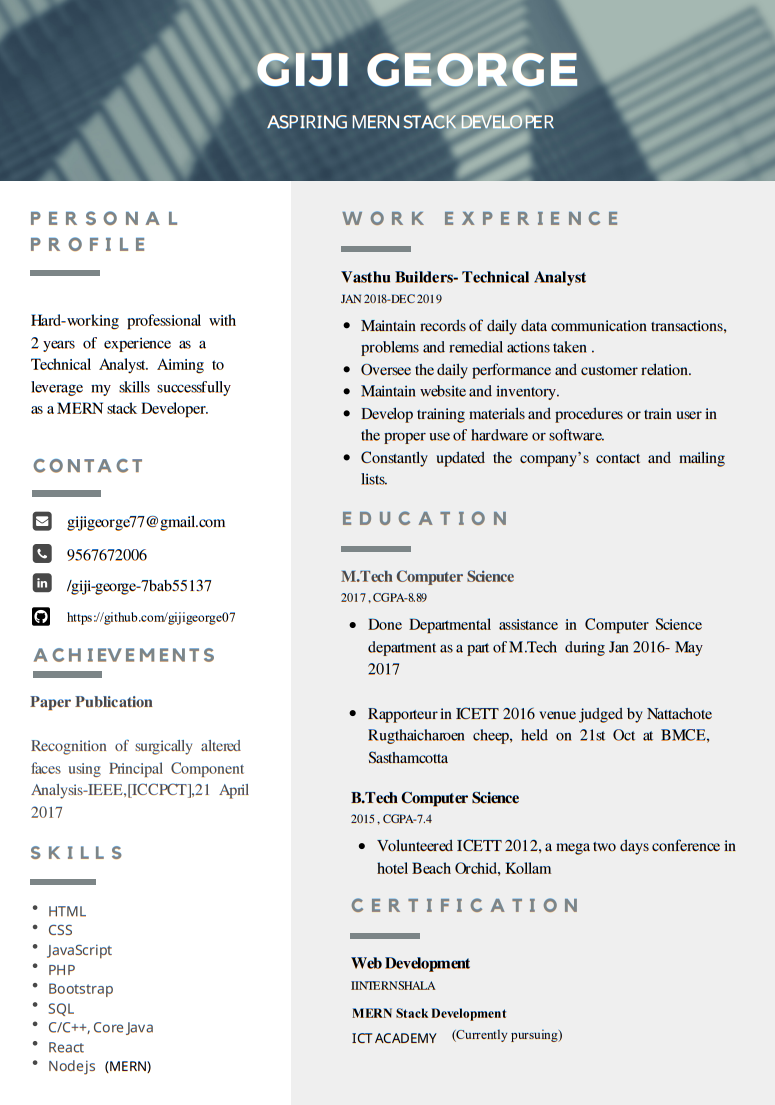 GIJI GEORGE
ASPIRING MERN STACK DEVELOPER
PERSONAL
PROFILE
Hard-working professional with
2 years of experience as a
Technical Analyst. Aiming to
leverage my skills successfully
as a MERN stack Developer.
CONTACT
gijigeorge77@gmail.com
9567672006
/giji-george-7bab55137
https://github.com/gijigeorge07
ACHIEVEMENTS
Paper Publication
Recognition of surgically altered
faces using Principal Component
Analysis-IEEE,[ICCPCT],21 April
2017
SKILLS
• HTML
• CSS
• JavaScript
• PHP
• Bootstrap
• SQL
• C/C++, Core Java
• React
• Nodejs (MERN)
WORK EXPERIENCE
Vasthu Builders- Technical Analyst
JAN 2018-DEC 2019
• Maintain records of daily data communication transactions,
problems and remedial actions taken .
• Oversee the daily performance and customer relation.
• Maintain website and inventory.
• Develop training materials and procedures or train user in
the proper use of hardware or software.
• Constantly updated the company's contact and mailing
lists.
EDUCATION
M.Tech Computer Science
2017 , CGPA-8.89
• Done Departmental assistance in Computer Science
department as a part of M.Tech during Jan 2016- May
2017
• Rapporteur in ICETT 2016 venue judged by Nattachote
Rugthaicharoen cheep, held on 21st Oct at BMCE,
Sasthamcotta
B.Tech Computer Science
2015 , CGPA-7.4
• Volunteered ICETT 2012, a mega two days conference in
hotel Beach Orchid, Kollam
CERTIFICATION
Web Development
IINTERNSHALA
MERN Stack Development
ICT ACADEMY (Currently pursuing)